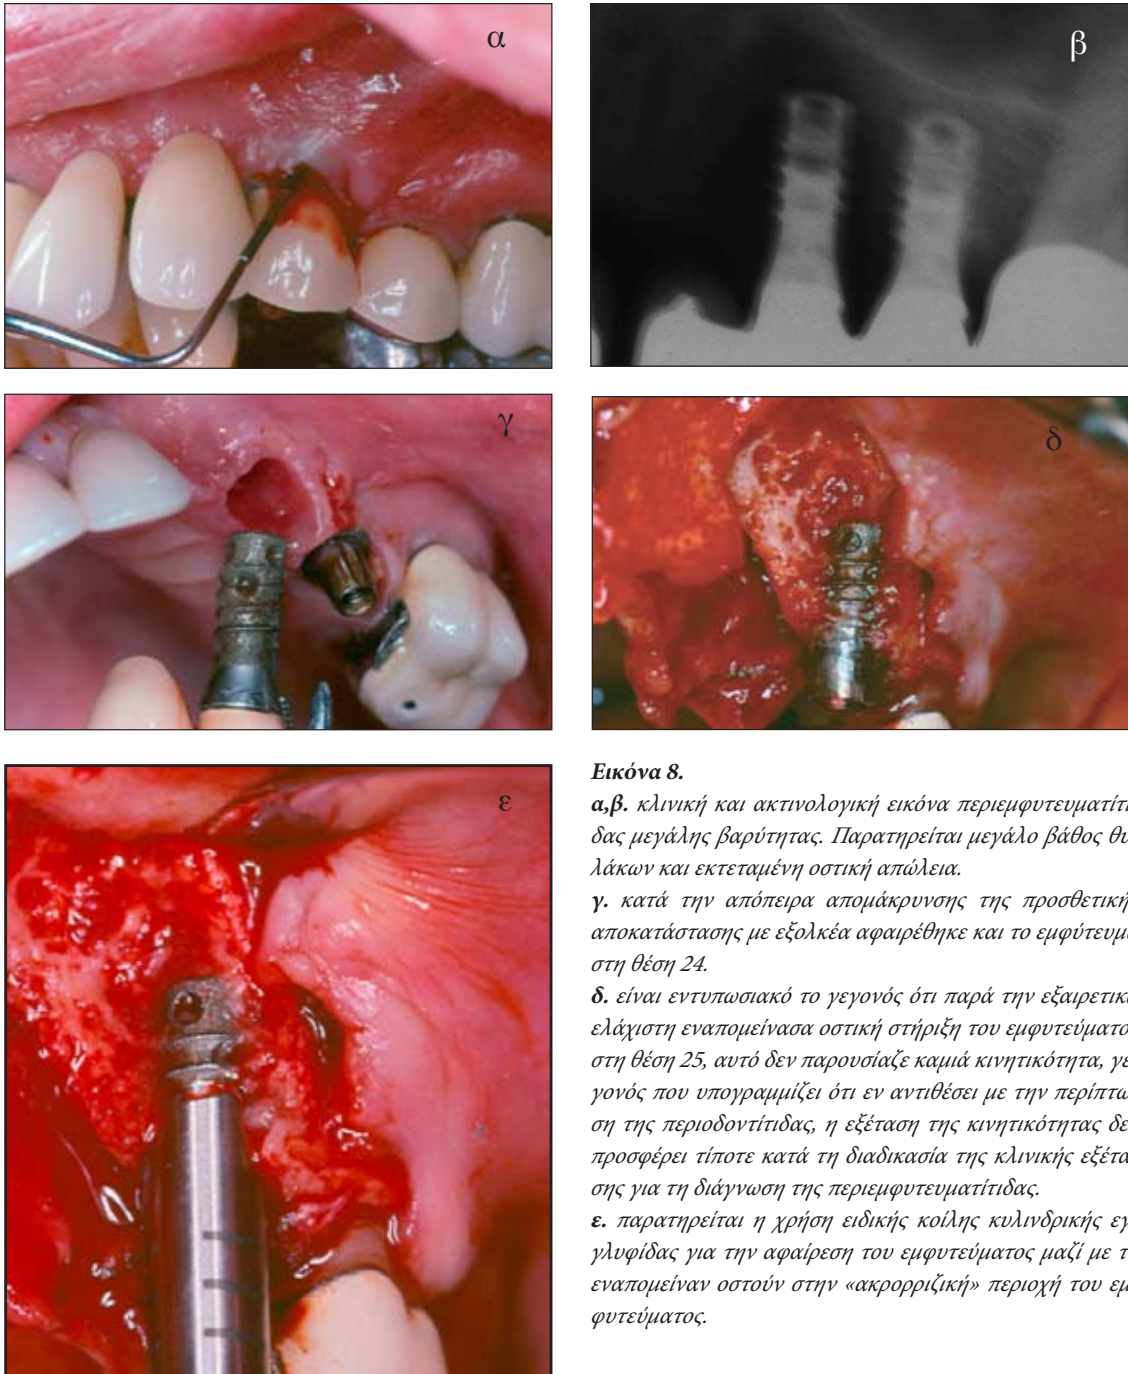 α
β
γ
δ
ε
Εικόνα 8.
α,β. κλινική και ακτινολογική εικόνα περιεμφυτευματίτι
δας μεγάλης βαρύτητας. Παρατηρείται μεγάλο βάθος θυ
λάκων και εκτεταμένη οστική απώλεια.
γ. κατά την απόπειρα απομάκρυνσης της προσθετική
αποκατάστασης με εξολκέα αφαιρέθηκε και το εμφύτευμ
στη θέση 24.
δ. είναι εντυπωσιακό το γεγονός ότι παρά την εξαιρετικ
ελάχιστη εναπομείνασα οστική στήριξη του εμφυτεύματο
στη θέση 25, αυτό δεν παρουσίαζε καμιά κινητικότητα, γε
γονός που υπογραμμίζει ότι εν αντιθέσει με την περίπτω
ση της περιοδοντίτιδας, η εξέταση της κινητικότητας δε
προσφέρει τίποτε κατά τη διαδικασία της κλινικής εξέτα
σης για τη διάγνωση της περιεμφυτευματίτιδας.
ε. παρατηρείται η χρήση ειδικής κοίλης κυλινδρικής εγ
γλυφίδας για την αφαίρεση του εμφυτεύματος μαζί με τ
εναπομείναν οστούν στην «ακρορριζική» περιοχή του εμ
φυτεύματος.